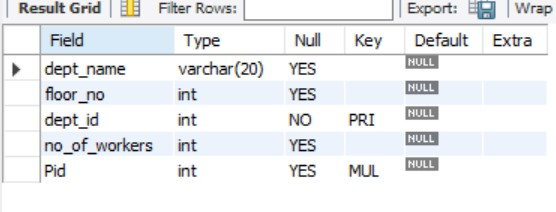 Result Grid Filter Rows: Export: Wrap
Field Type Null Key Default Extra
dept_name varchar(20) YES NULL
floor_no int YES NULL
dept_id int NO PRI NULL
no_of_workers int YES NULL
Pid int YES MUL NULL